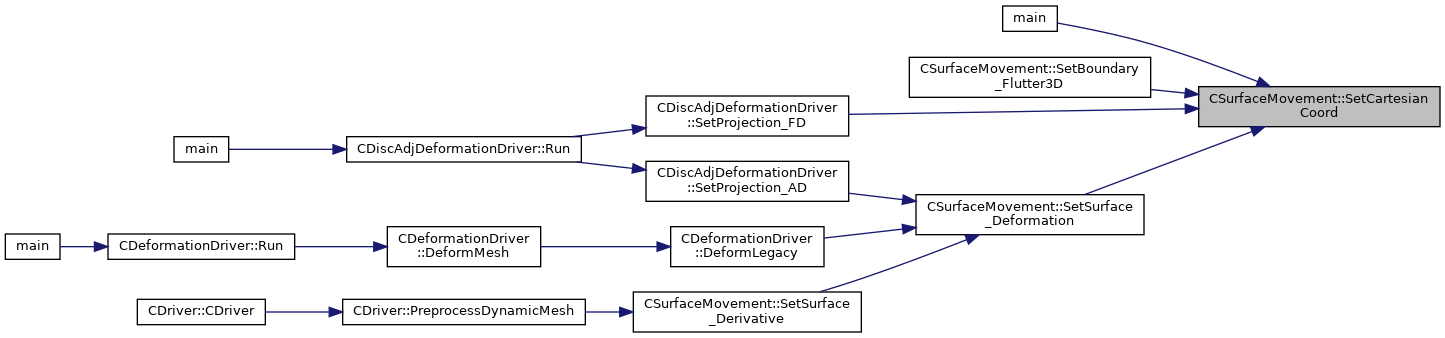 main
CSurfaceMovement::SetBoundary
_Flutter3D
CSurfaceMovement::SetCartesian
Coord
CDiscAdjDeformationDriver
::SetProjection_FD
main
CDiscAdjDeformationDriver::Run
CDiscAdjDeformationDriver
::SetProjection_AD
CSurfaceMovement::SetSurface
_Deformation
main
CDeformationDriver::Run
CDeformationDriver
::DeformMesh
CDeformationDriver
::DeformLegacy
CDriver::CDriver
CDriver::PreprocessDynamicMesh
CSurfaceMovement::SetSurface
_Derivative